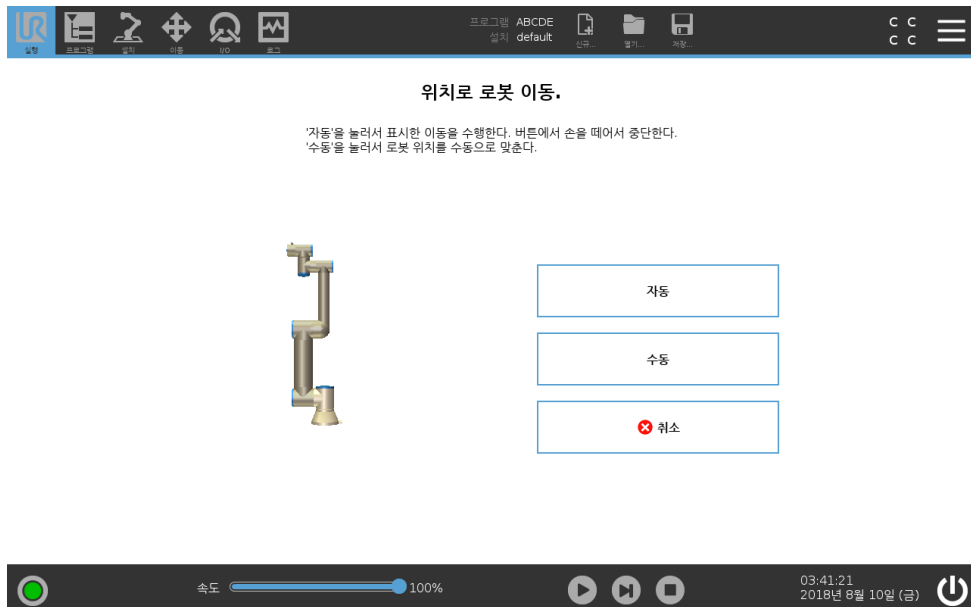 실행
프로그램
설치
이동
I/O
로그
프로그램 ABCDE
설치 default
신규...
열기...
저장...
C C
C C
위치로 로봇 이동.
'자동'을 눌러서 표시한 이동을 수행한다. 버튼에서 손을 떼어서 중단한다.
'수동'을 눌러서 로봇 위치를 수동으로 맞춘다.
자동
수동
취소
속도 100%
03:41:21
2018년 8월 10일 (금)